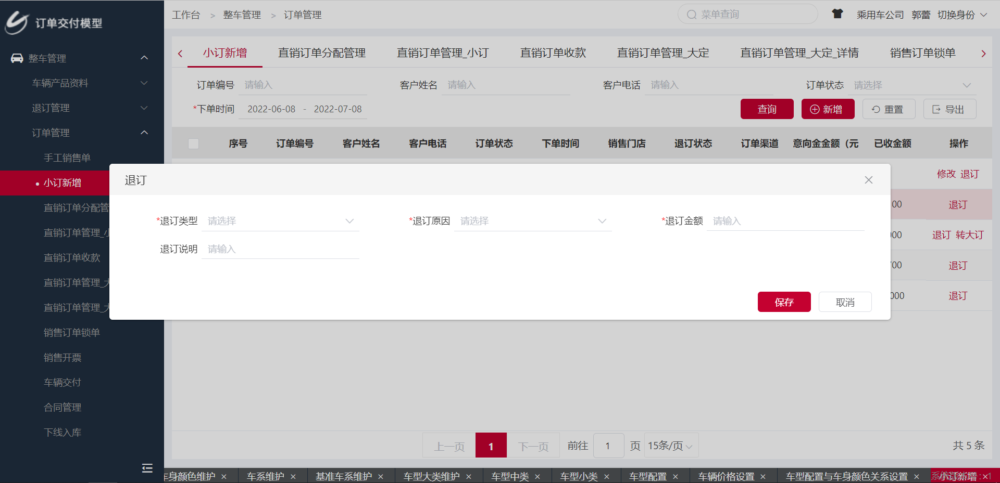 订单交付模型
工作台 > 整车管理 > 订单管理
菜单查询
乘用车公司 郭蕾 切换身份
整车管理
车辆产品资料
退订管理
订单管理
手工销售单
小订新增
直销订单分配管
直销订单管理_小
直销订单收款
直销订单管理_大
直销订单管理_大
销售订单锁单
销售开票
车辆交付
合同管理
下线入库
小订新增 直销订单分配管理 直销订单管理_小订 直销订单收款 直销订单管理_大定 直销订单管理_大定_详情 销售订单锁单
订单编号 请输入 客户姓名 请输入 客户电话 请输入 订单状态 请选择
*下单时间 2022-06-08 - 2022-07-08 查询 新增 重置 导出
序号 订单编号 客户姓名 客户电话 订单状态 下单时间 销售门店 退订状态 订单渠道 意向金金额（元 已收金额 操作
修改 退订
00 退订
00 退订 转大订
00 退订
000 退订
退订
*退订类型 请选择 *退订原因 请选择 *退订金额 请输入
退订说明 请输入
保存 取消
上一页 1 下一页 前往 1 页 15条/页 共 5 条
车身颜色维护 × 车系维护 × 基准车系维护 × 车型大类维护 × 车型中类 × 车型小类 × 车型配置 × 车辆价格设置 × 车型配置与车身颜色关系设置 × 小订新增 ×